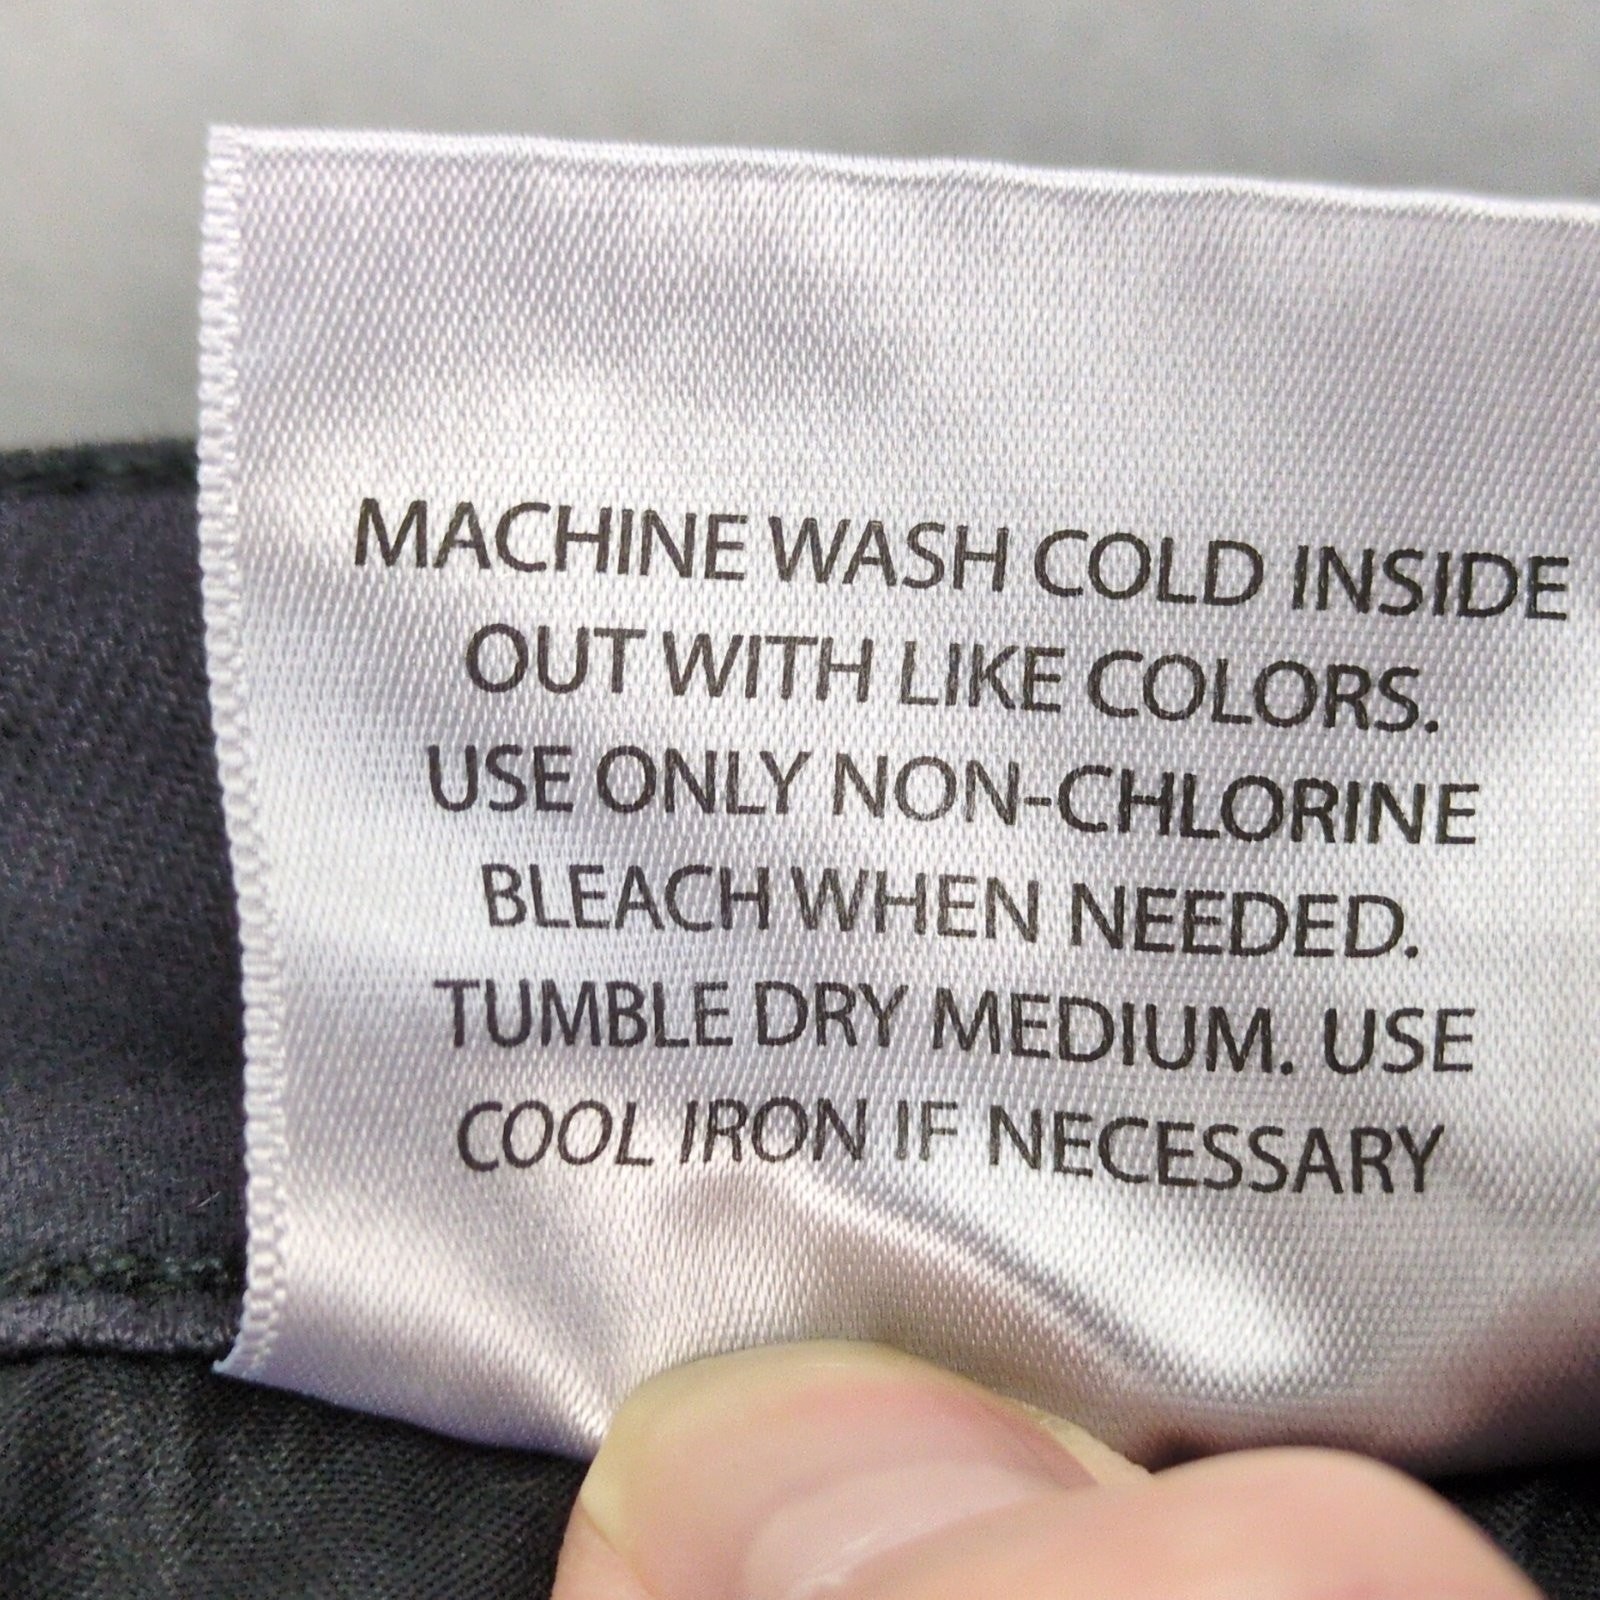 MACHINE WASH COLD INSIDE
OUT WITH LIKE COLORS.
USE ONLY NON-CHLORINE
BLEACH WHEN NEEDED.
TUMBLE DRY MEDIUM. USE
COOL IRON IF NECESSARY